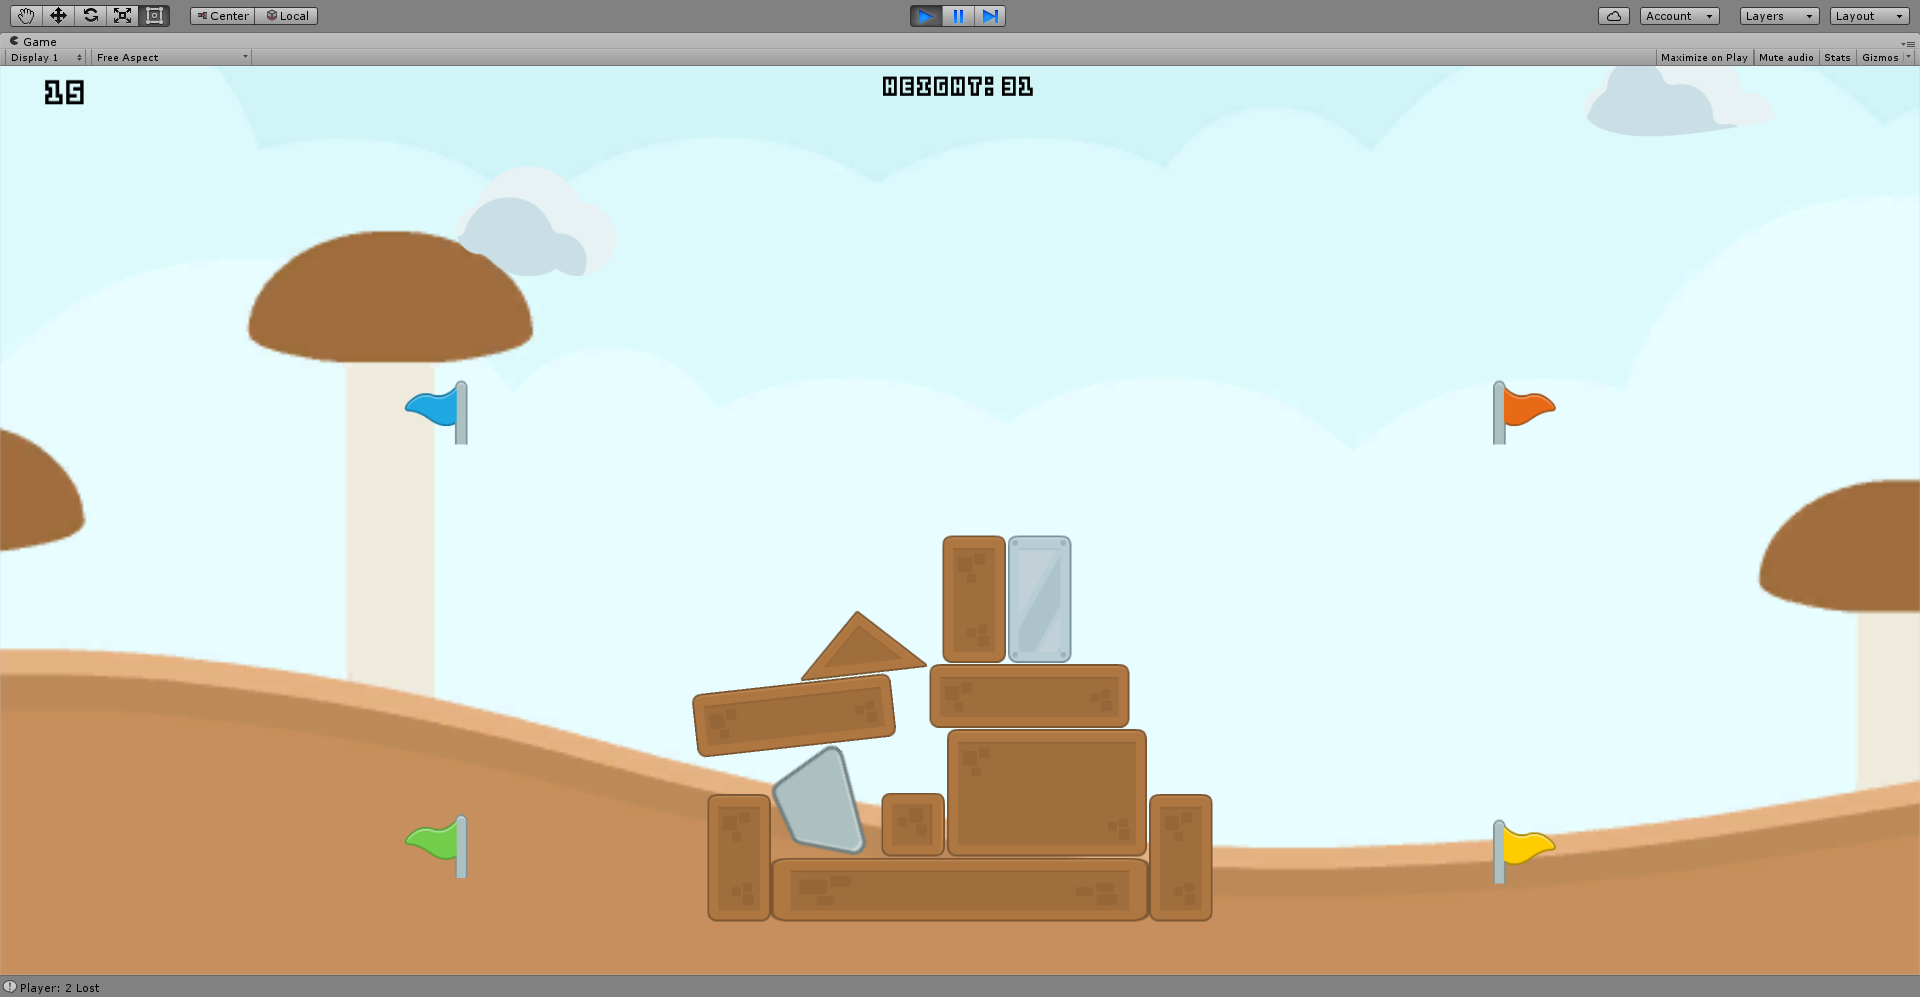 Center Local Account Layers Layout
Game
Display 1 Free Aspect Maximize on Play Mute audio Stats Gizmos
15 HEIGHT: 31
Player: 2 Lost